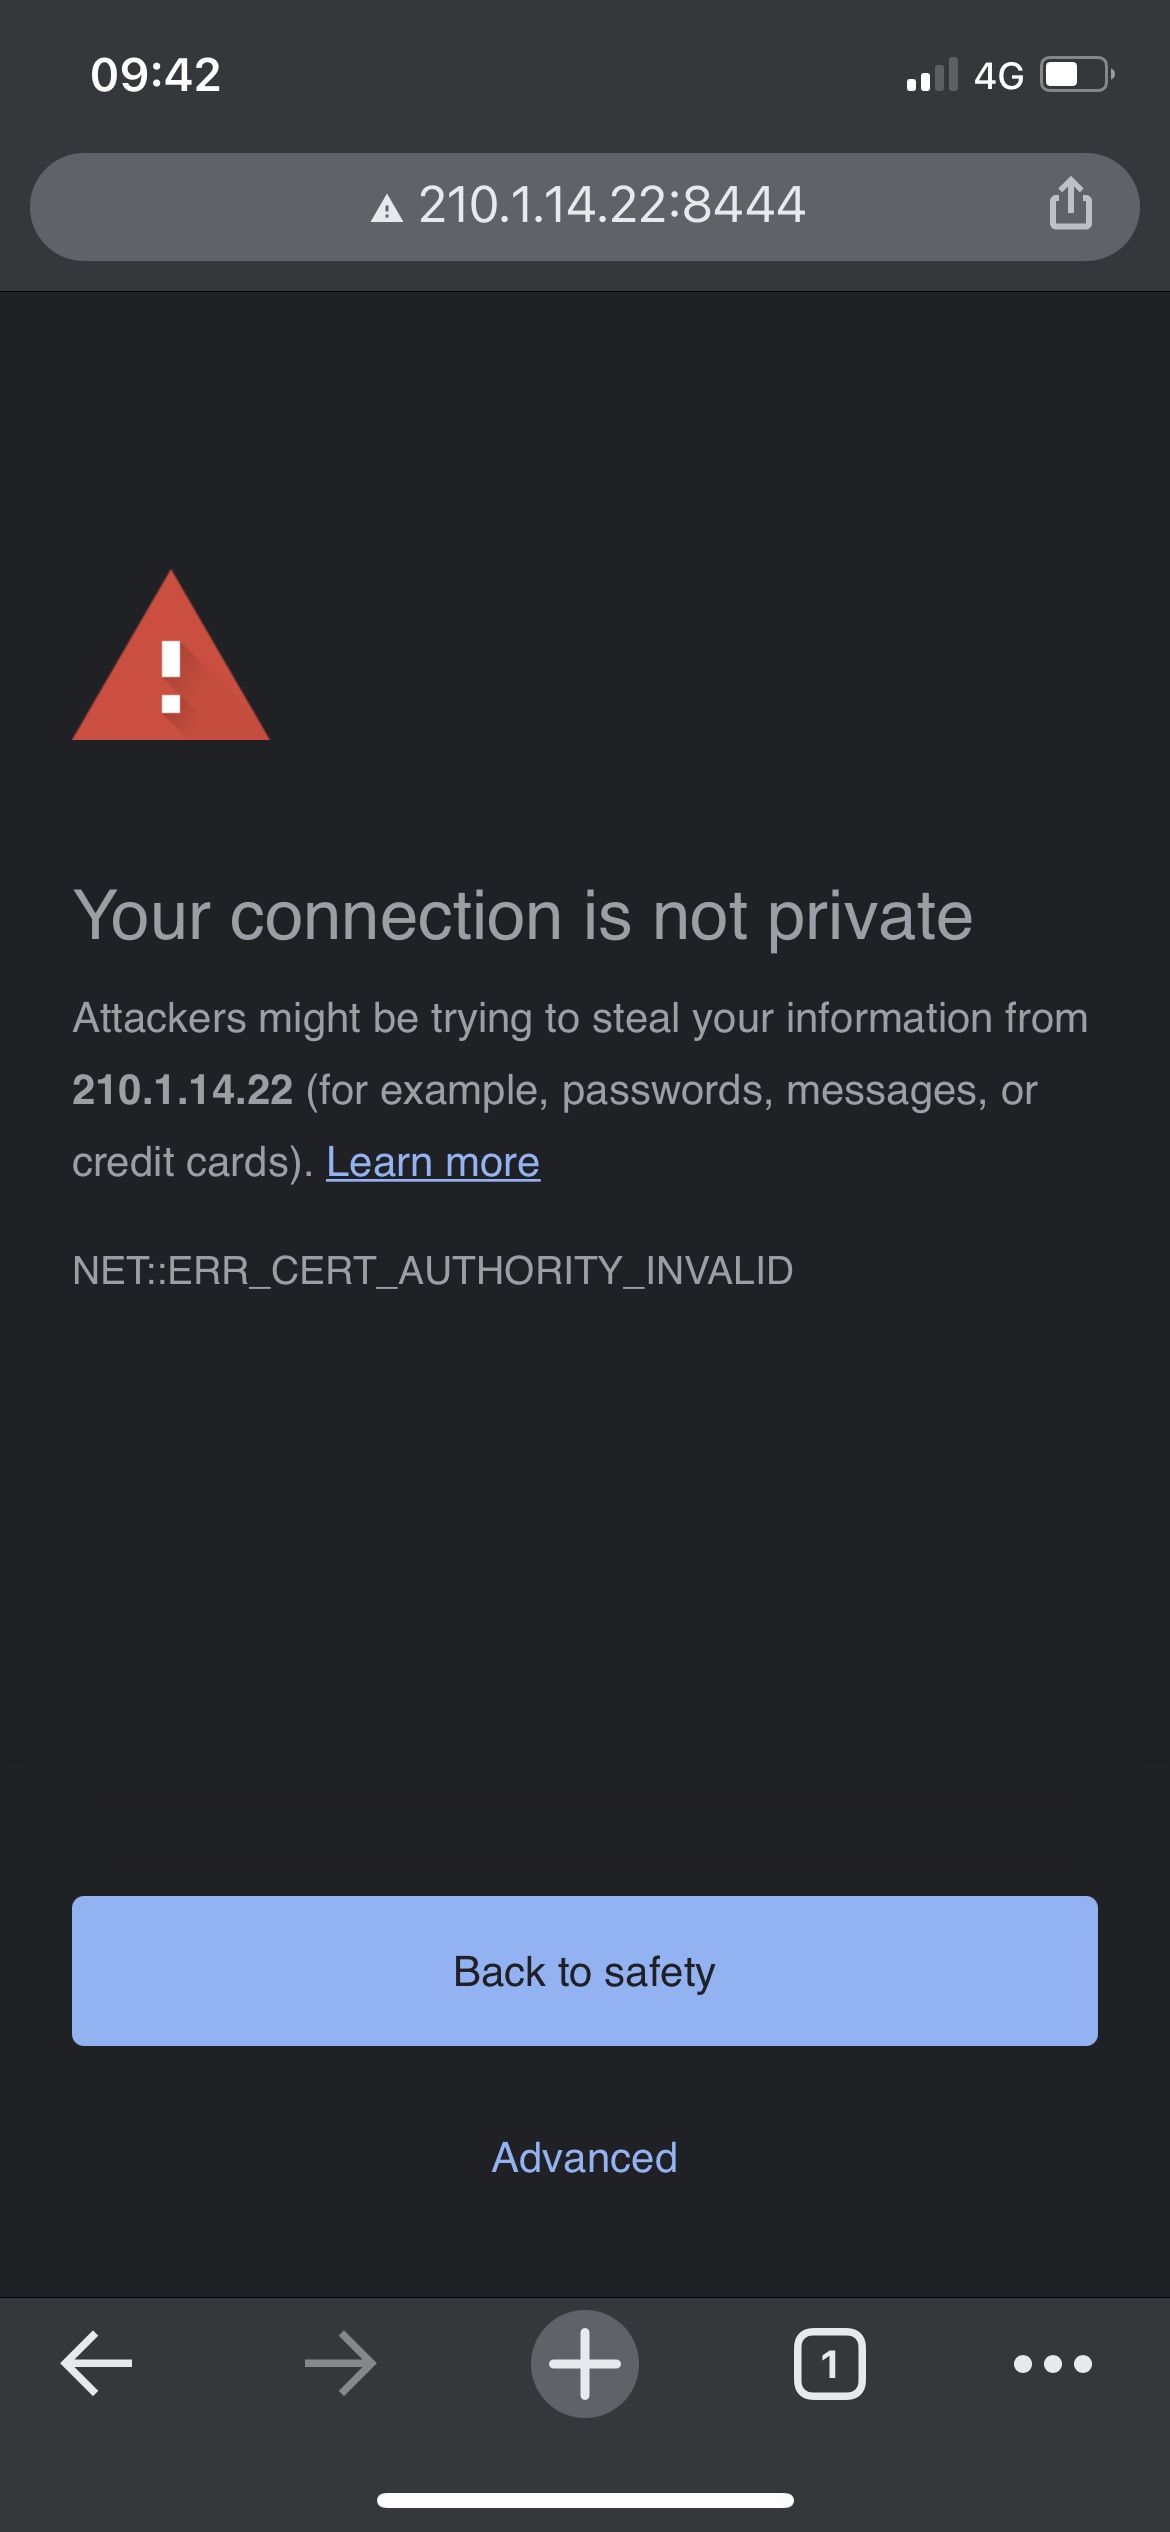 09:42
4G
210.1.14.22:8444
Your connection is not private
Attackers might be trying to steal your information from
210.1.14.22 (for example, passwords, messages, or
credit cards). Learn more
NET::ERR_CERT_AUTHORITY_INVALID
Back to safety
Advanced
1